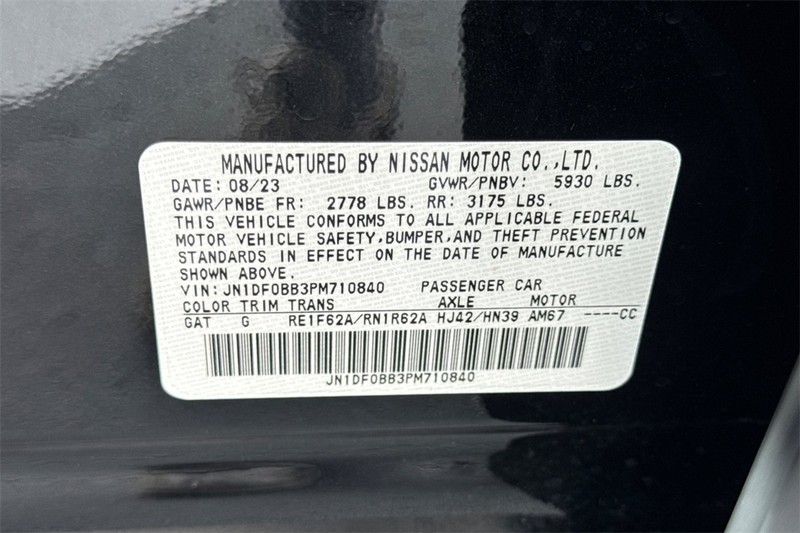 MANUFACTURED BY NISSAN MOTOR CO.,LTD.
DATE: 08/23 GVWR/PNBV: 5930 LBS.
GAWR/PNBE FR: 2778 LBS. RR: 3175 LBS.
THIS VEHICLE CONFORMS TO ALL APPLICABLE FEDERAL
MOTOR VEHICLE SAFETY,BUMPER,AND THEFT PREVENTION
STANDARDS IN EFFECT ON THE DATE OF MANUFACTURE
SHOWN ABOVE.
VIN: JN1DF0BB3PM710840 PASSENGER CAR
COLOR TRIM TRANS AXLE MOTOR
GAT G RE1F62A/RN1R62A HJ42/HN39 AM67 ----CC
JN1DF0BB3PM710840